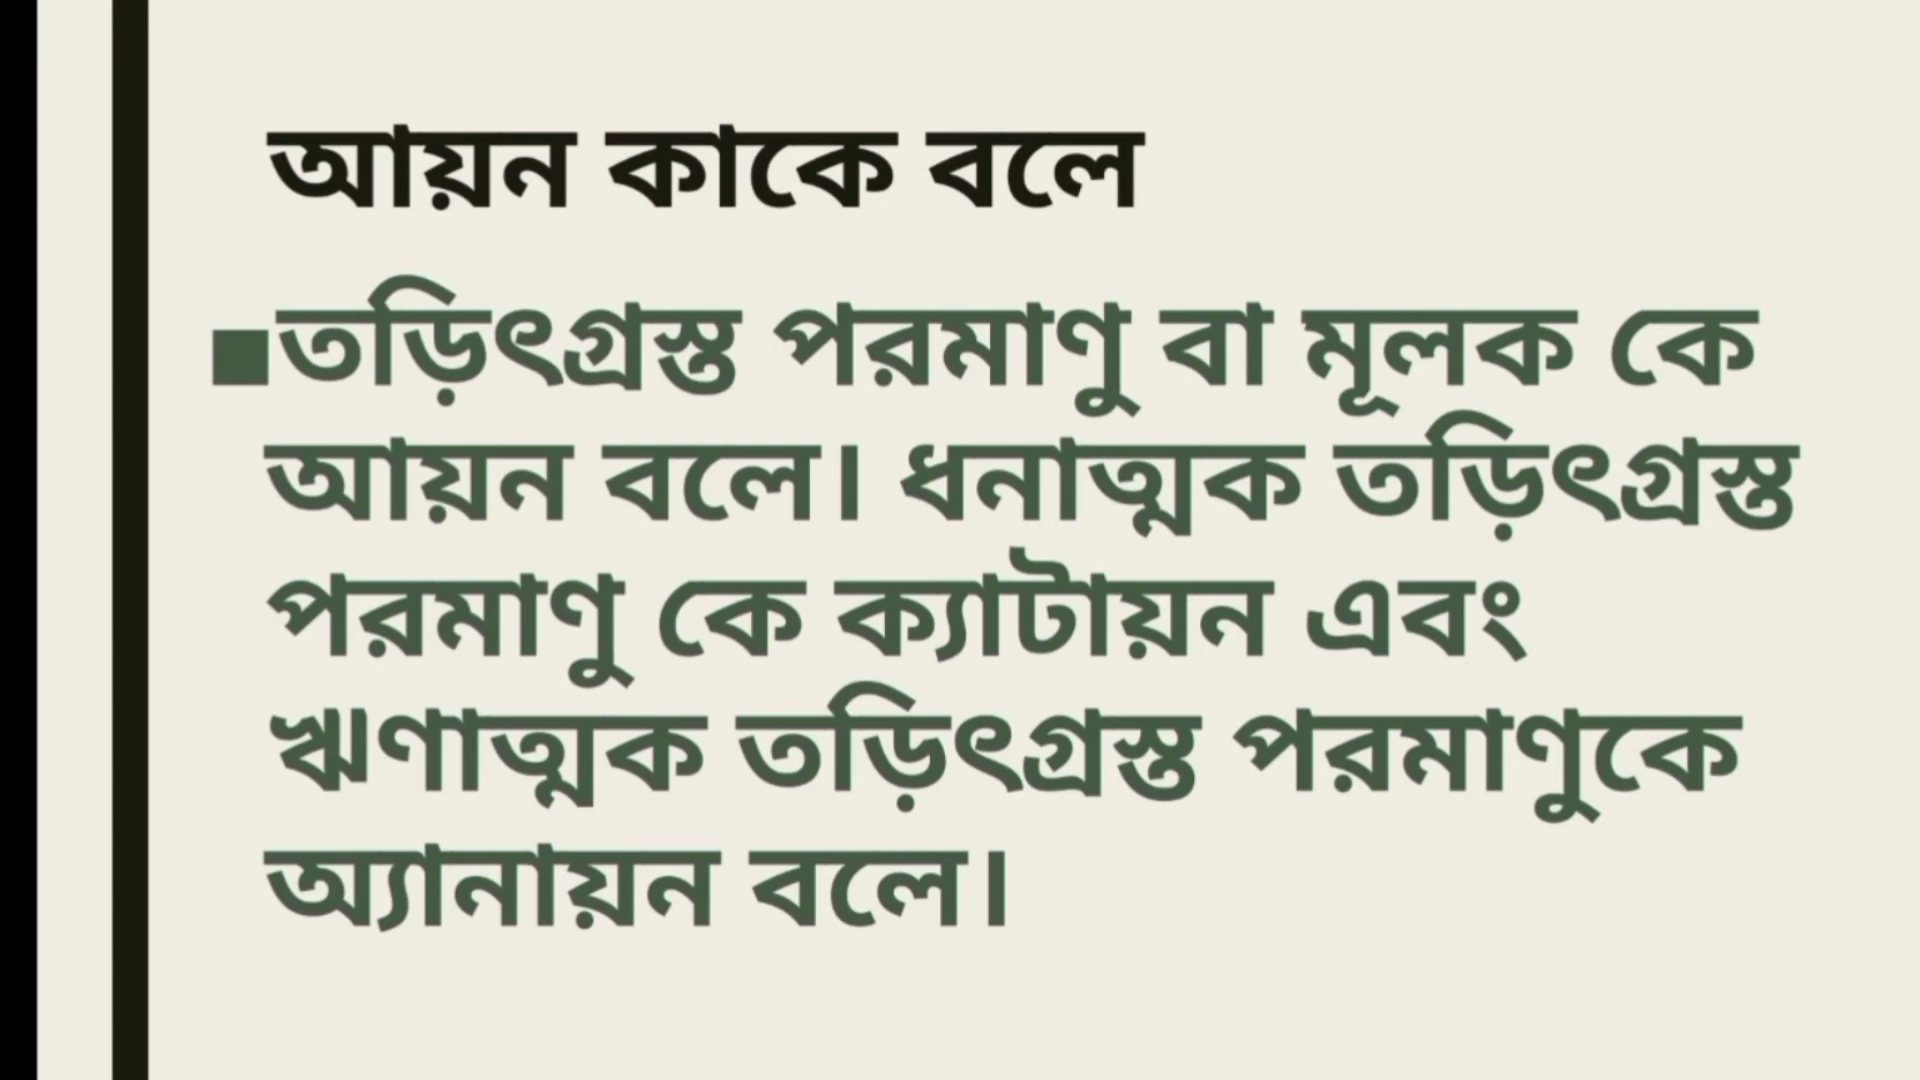 আয়ন কাকে বলে
▪তড়িৎগ্রস্ত পরমাণু বা মূলক কে
আয়ন বলে। ধনাত্মক তড়িৎগ্রস্ত
পরমাণু কে ক্যাটায়ন এবং
ঋণাত্মক তড়িৎগ্রস্ত পরমাণুকে
অ্যানায়ন বলে।